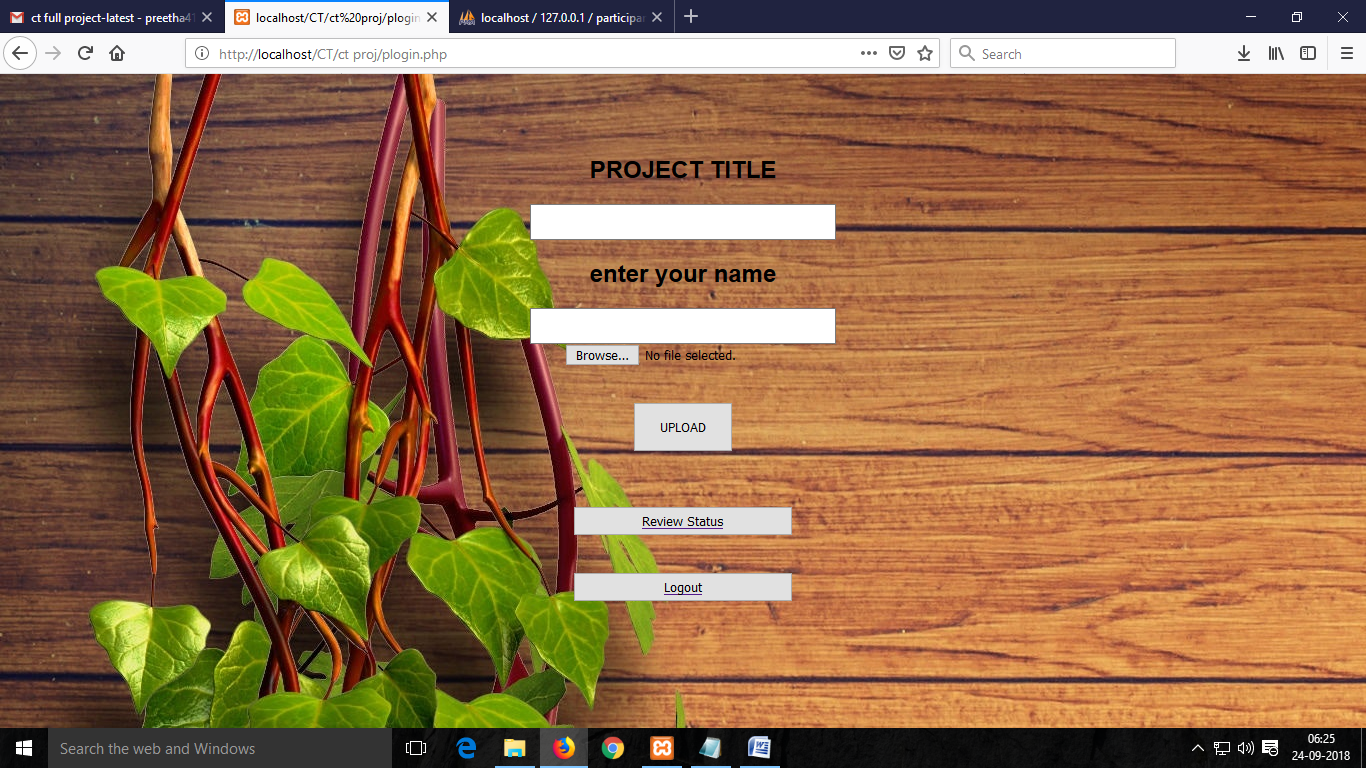 ct full project-latest - preetha41
localhost/CT/ct%20proj/plogin
localhost / 127.0.0.1 / participan
http://localhost/CT/ct proj/plogin.php
Search
PROJECT TITLE
enter your name
Browse... No file selected.
UPLOAD
Review Status
Logout
Search the web and Windows
06:25
24-09-2018